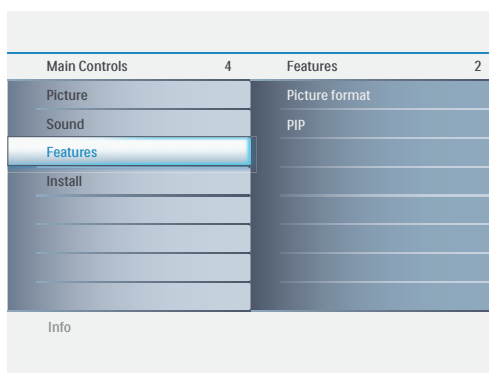 Main Controls 4
Picture
Sound
Features
Install
Info
Features 2
Picture format
PIP